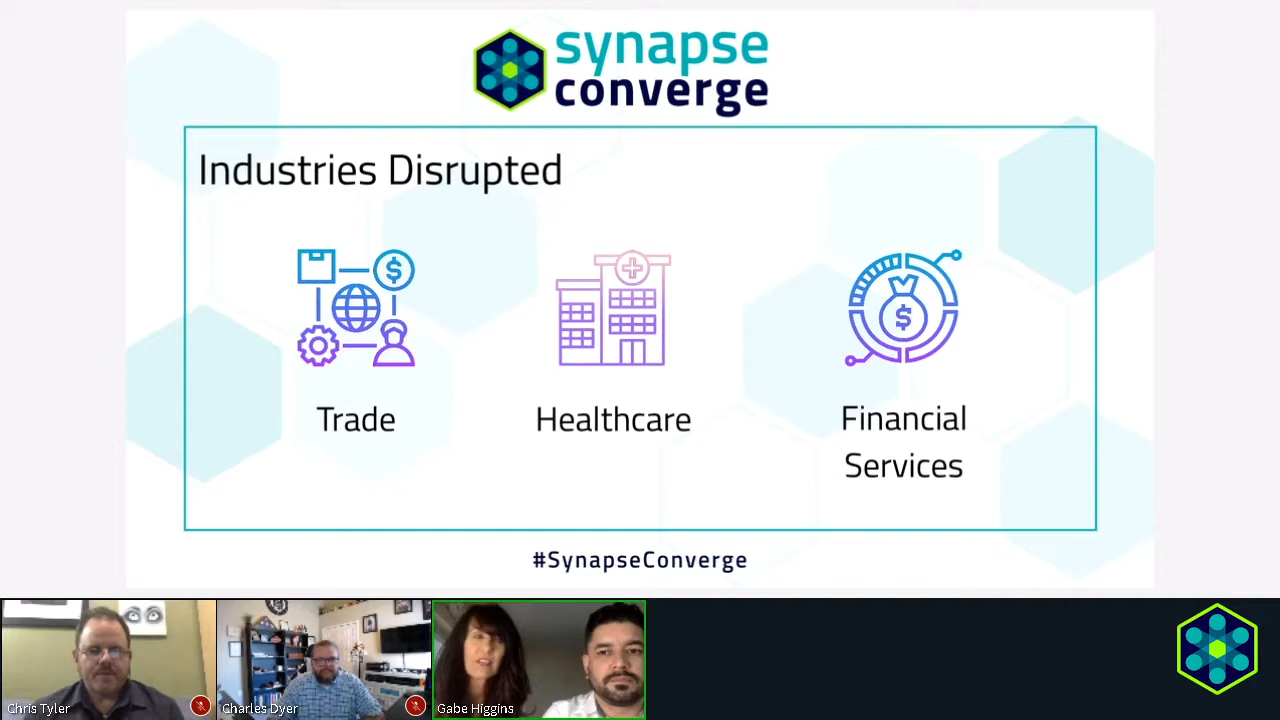 synapse
converge
Industries Disrupted
$
$
Trade
Healthcare
Financial
Services
#SynapseConverge
Chris Tyler
Charles Dyer
Gabe Higgins